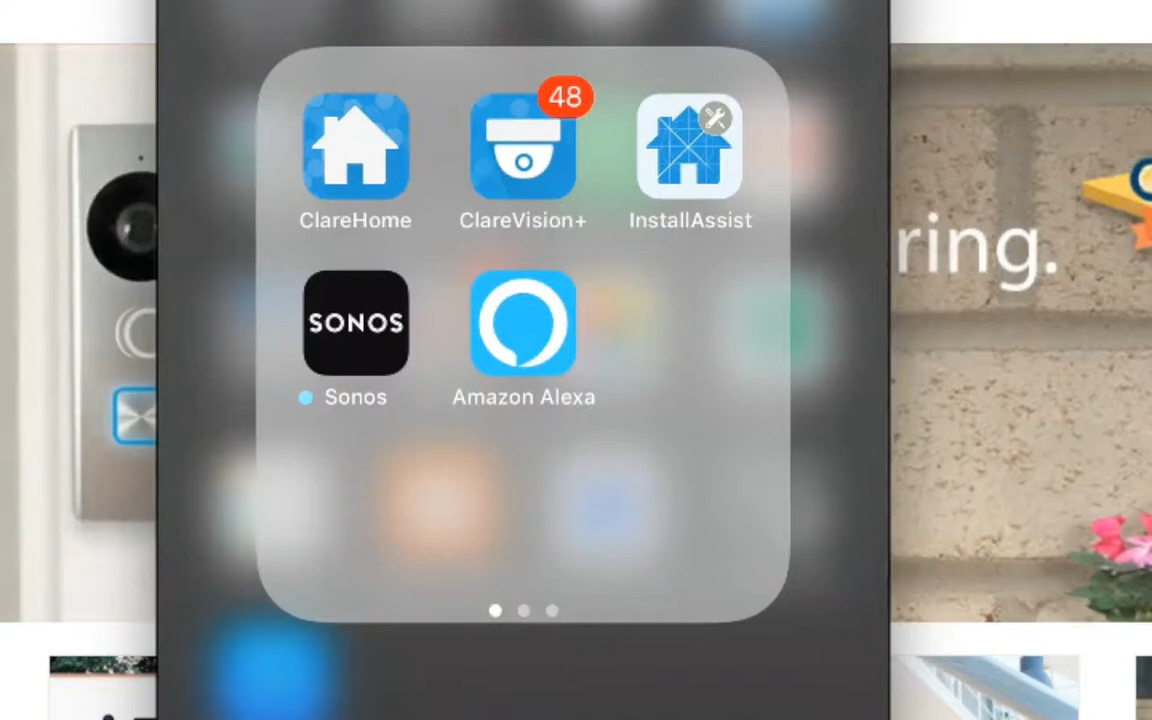 48
ClareHome
ClareVision+
InstallAssist
SONOS
Sonos
Amazon Alexa
ring.